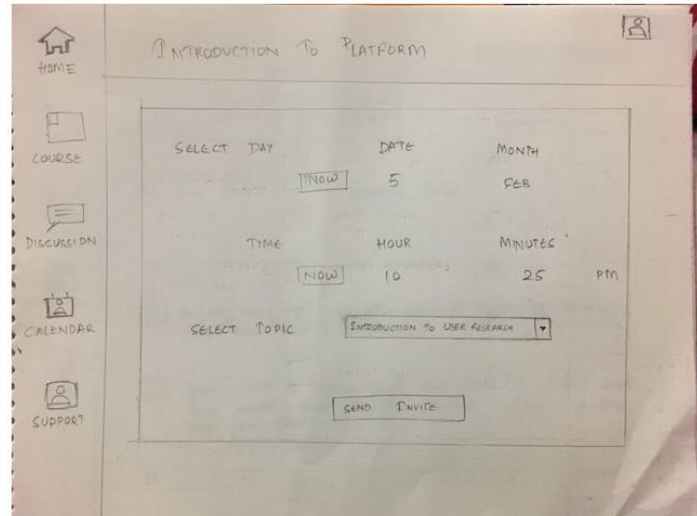 INTRODUCTION TO PLATFORM
HOME
COURSE
DISCUSSION
CALENDAR
SUPPORT
SELECT DAY DATE MONTH
NOW 5 FEB
TIME HOUR MINUTES
NOW 10 25 PM
SELECT TOPIC INTRODUCTION TO USER RESEARCH
SEND INVITE